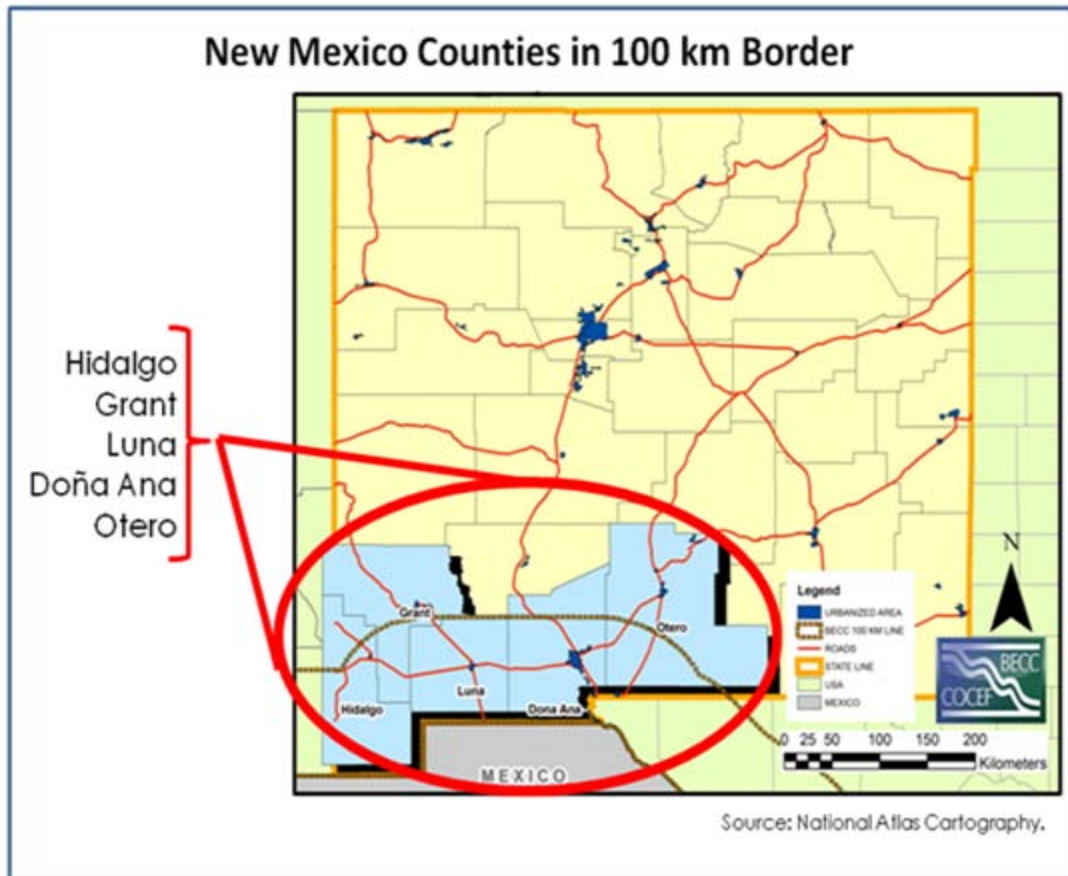 New Mexico Counties in 100 km Border
Hidalgo
Grant
Luna
Doña Ana
Otero
Grant
Otero
Luna
Hidalgo
Dona Ana
MEXICO
N
Legend
URBANIZED AREA
BECC 100 KM LINE
ROADS
STATE LINE
USA
MEXICO
BECC
COCEF
0 25 50 100 150 200
Kilometers
Source: National Atlas Cartography.